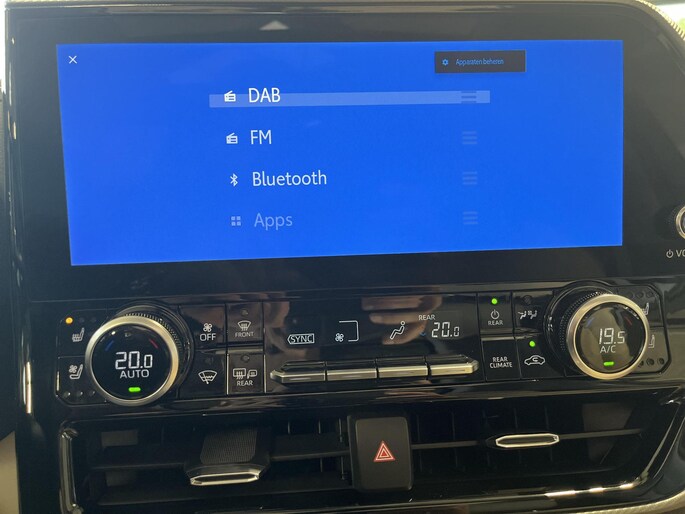 Apparaten beheren
DAB
FM
Bluetooth
Apps
VO
20.0
AUTO
OFF
FRONT
REAR
SYNC
REAR
20.0
REAR
REAR
CLIMATE
19.5
A/C